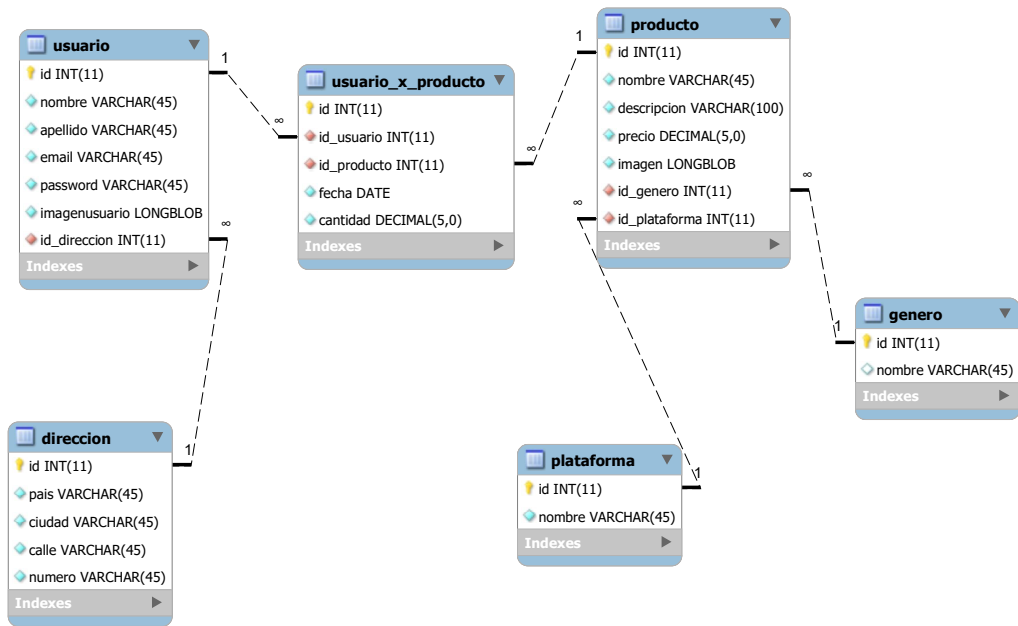 usuario
id INT(11)
nombre VARCHAR(45)
apellido VARCHAR(45)
email VARCHAR(45)
password VARCHAR(45)
imagenusuario LONGBLOB
id_direccion INT(11)
Indexes
1
∞
∞
1
usuario_x_producto
id INT(11)
id_usuario INT(11)
id_producto INT(11)
fecha DATE
cantidad DECIMAL(5,0)
Indexes
1
∞
producto
id INT(11)
nombre VARCHAR(45)
descripcion VARCHAR(100)
precio DECIMAL(5,0)
imagen LONGBLOB
id_genero INT(11)
id_plataforma INT(11)
Indexes
∞
1
∞
1
genero
id INT(11)
nombre VARCHAR(45)
Indexes
direccion
id INT(11)
pais VARCHAR(45)
ciudad VARCHAR(45)
calle VARCHAR(45)
numero VARCHAR(45)
Indexes
plataforma
id INT(11)
nombre VARCHAR(45)
Indexes